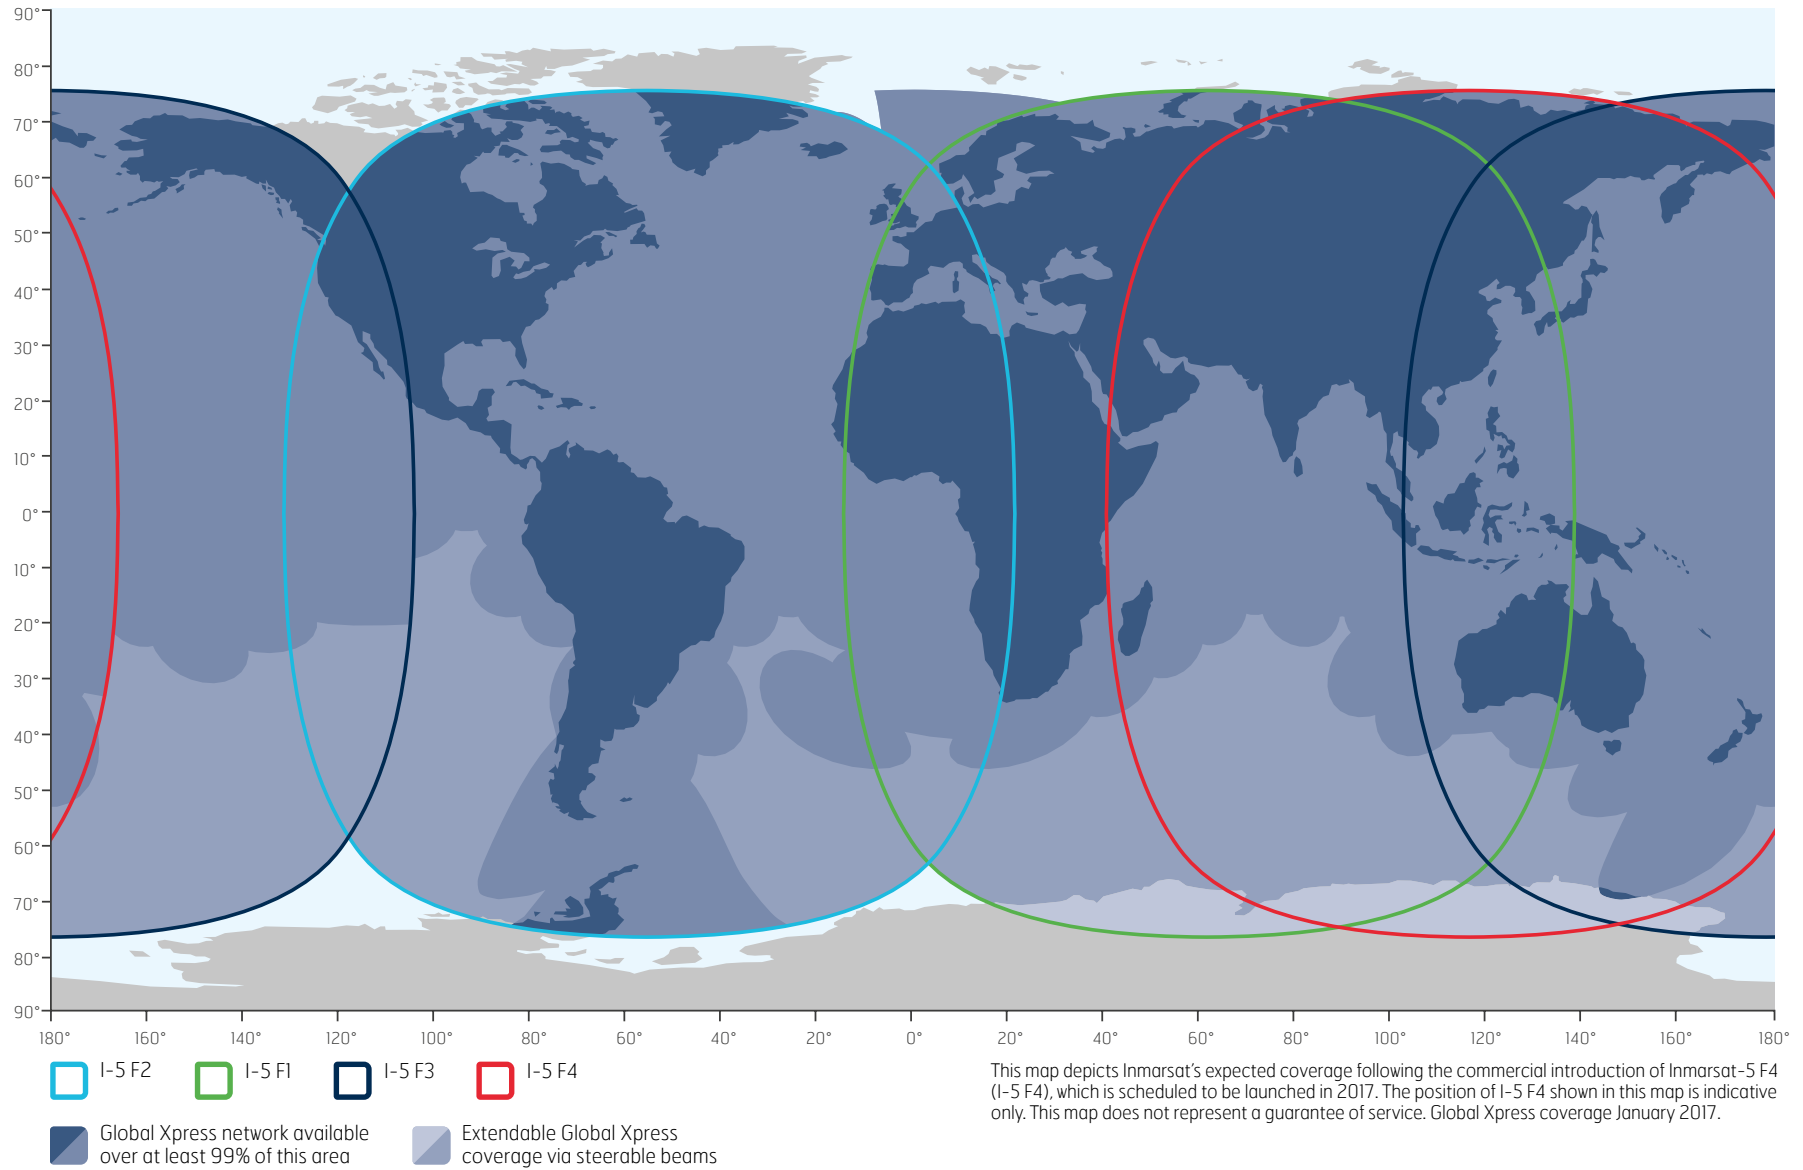 90°
80°
70°
60°
50°
40°
30°
20°
10°
0°
10°
20°
30°
40°
50°
60°
70°
80°
90°
180° 160° 140° 120° 100° 80° 60° 40° 20° 0° 20° 40° 60° 80° 100° 120° 140° 160° 180°
I-5 F2 I-5 F1 I-5 F3 I-5 F4
Global Xpress network available
over at least 99% of this area
Extendable Global Xpress
coverage via steerable beams
This map depicts Inmarsat's expected coverage following the commercial introduction of Inmarsat-5 F4
(I-5 F4), which is scheduled to be launched in 2017. The position of I-5 F4 shown in this map is indicative
only. This map does not represent a guarantee of service. Global Xpress coverage January 2017.